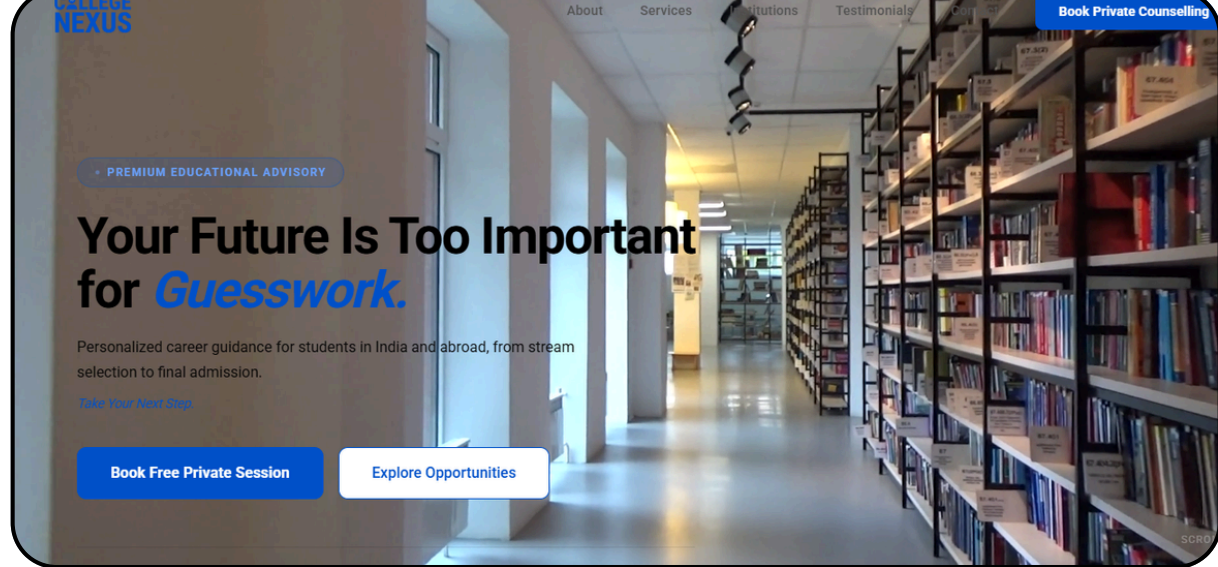 COLLEGE
NEXUS
About
Services
Institutions
Testimonials
Book Private Counselling
PREMIUM EDUCATIONAL ADVISORY
Your Future Is Too Important
for Guesswork.
Personalized career guidance for students in India and abroad, from stream
selection to final admission.
Take Your Next Step.
Book Free Private Session
Explore Opportunities